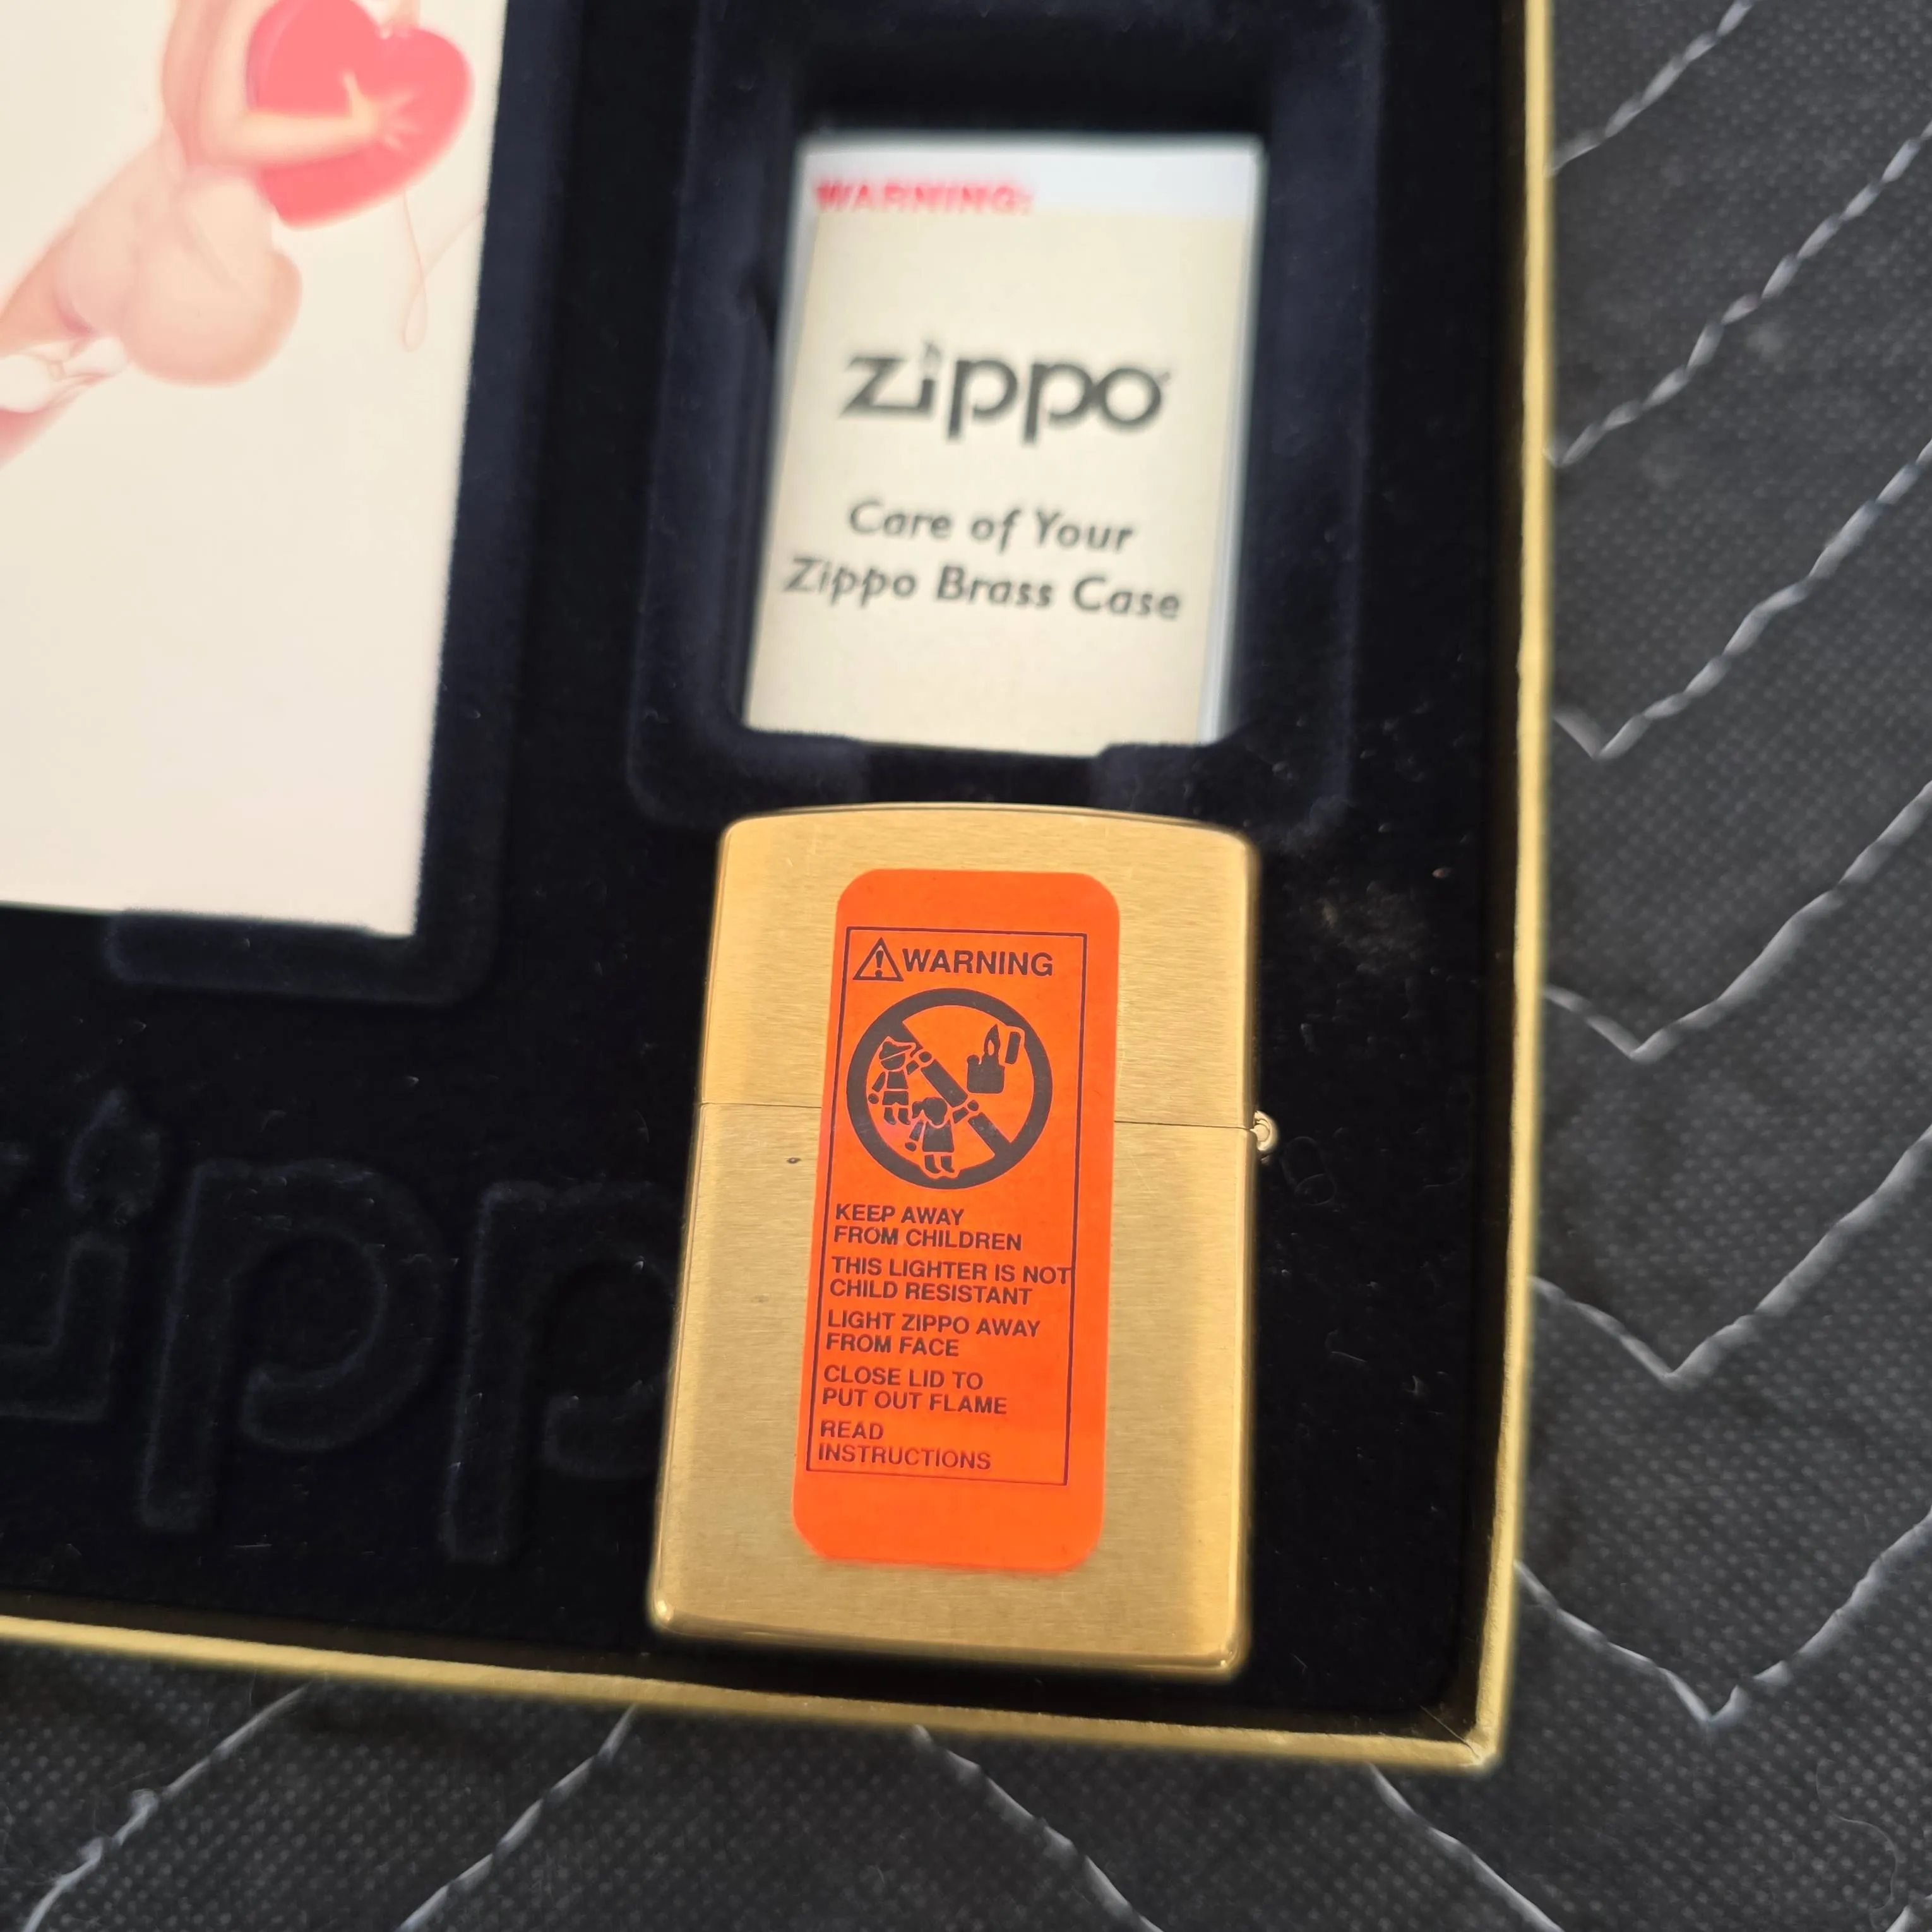 WARNING:
zippo
Care of Your
Zippo Brass Case
WARNING
KEEP AWAY
FROM CHILDREN
THIS LIGHTER IS NOT
CHILD RESISTANT
LIGHT ZIPPO AWAY
FROM FACE
CLOSE LID TO
PUT OUT FLAME
READ
INSTRUCTIONS
zipp